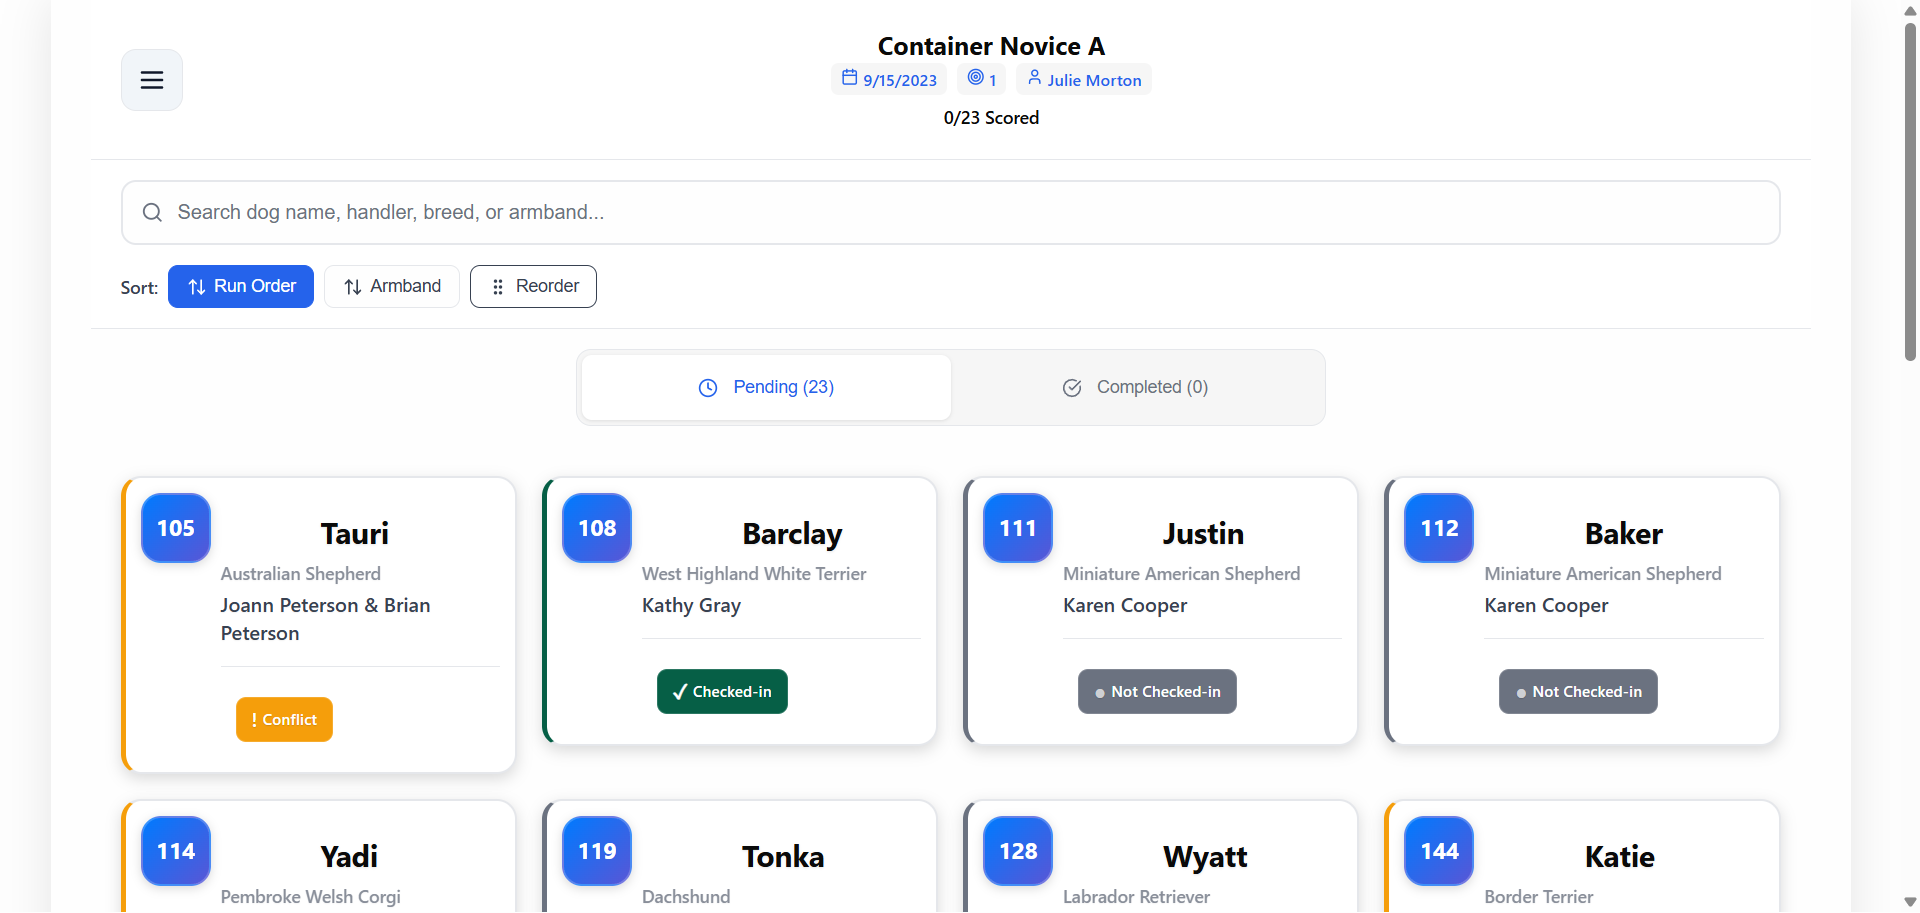 Container Novice A
9/15/2023 1 Julie Morton
0/23 Scored
Search dog name, handler, breed, or armband...
Sort: Run Order Armband Reorder
Pending (23) Completed (0)
105
Tauri
Australian Shepherd
Joann Peterson & Brian
Peterson
! Conflict
108
Barclay
West Highland White Terrier
Kathy Gray
✓ Checked-in
111
Justin
Miniature American Shepherd
Karen Cooper
● Not Checked-in
112
Baker
Miniature American Shepherd
Karen Cooper
● Not Checked-in
114
Yadi
Pembroke Welsh Corgi
119
Tonka
Dachshund
128
Wyatt
Labrador Retriever
144
Katie
Border Terrier